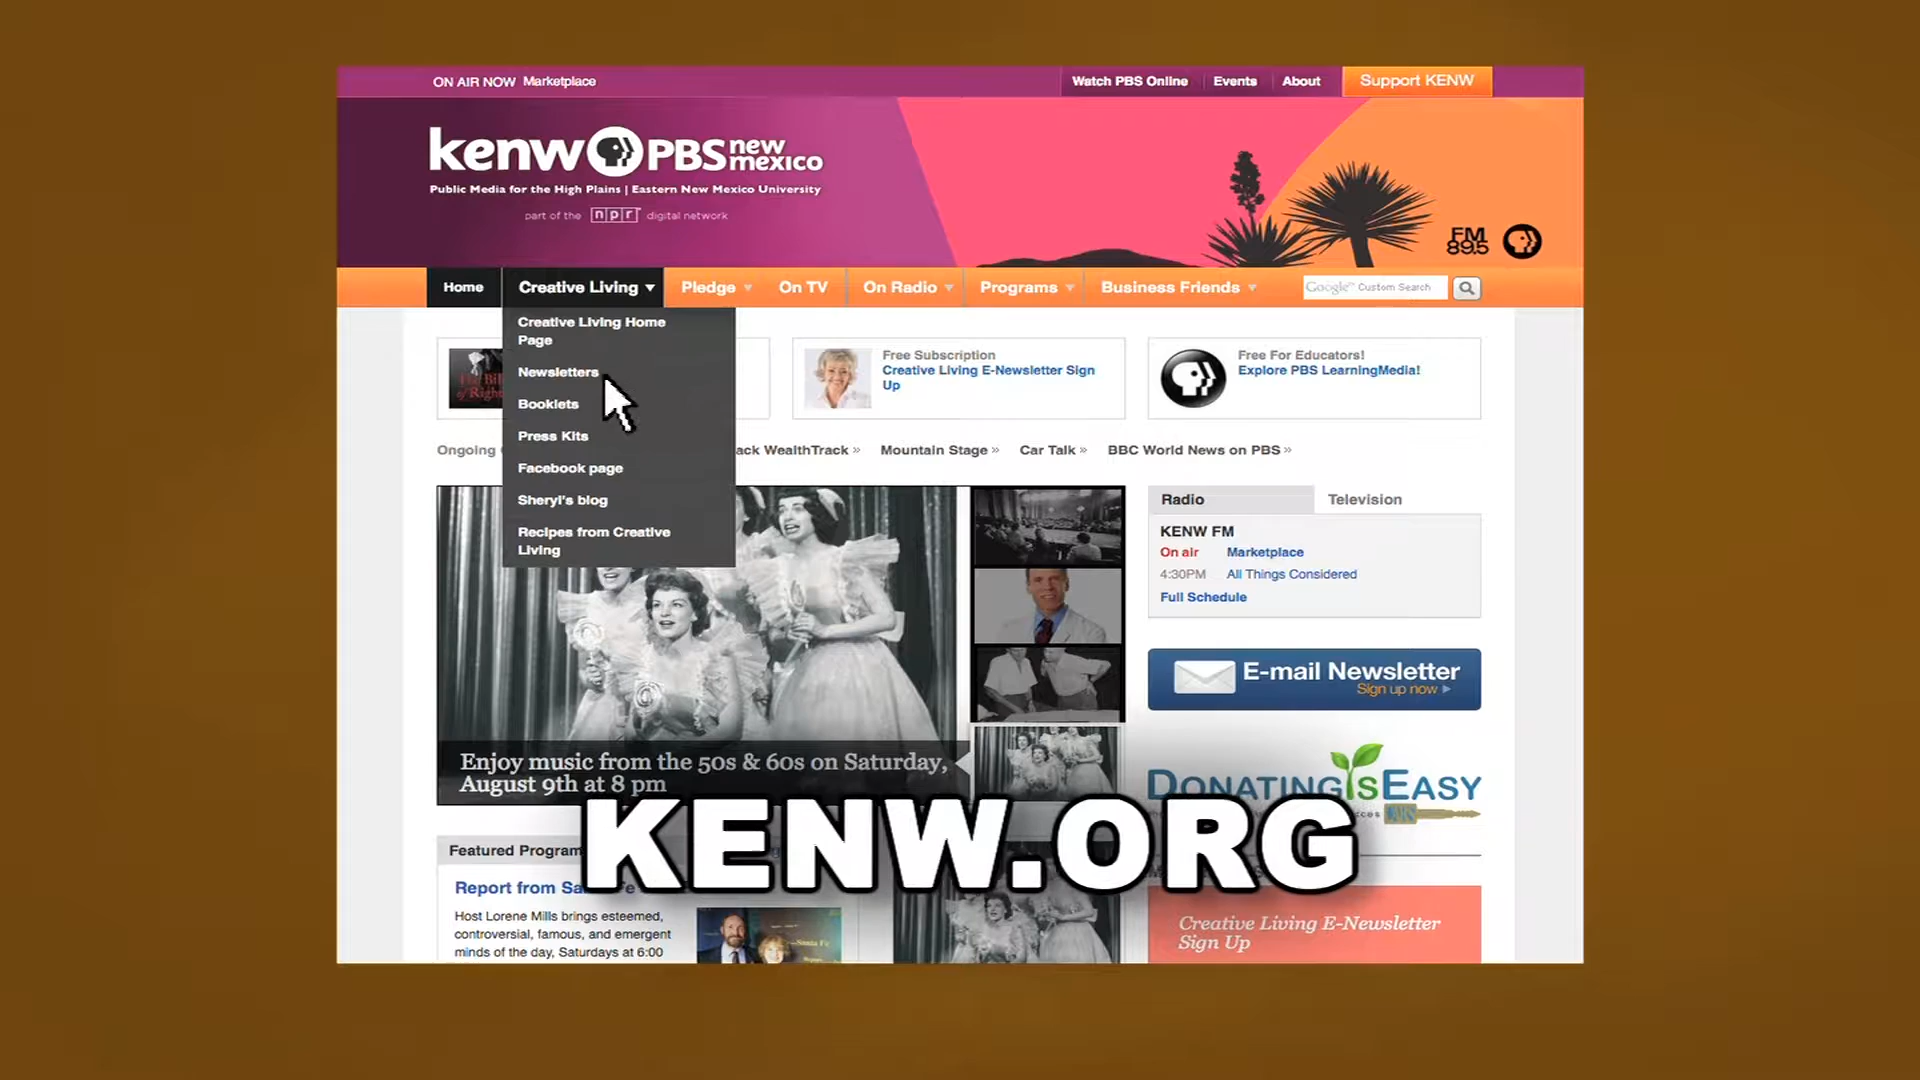 ON AIR NOW Marketplace
Watch PBS Online Events About Support KENW
kenw PBS new mexico
Public Media for the High Plains | Eastern New Mexico University
part of the npr digital network
FM 89.5
Home Creative Living Pledge On TV On Radio Programs Business Friends Google Custom Search
Creative Living Home
Page
Newsletters
Booklets
Press Kits
Facebook page
Sheryl's blog
Recipes from Creative
Living
Free Subscription
Creative Living E-Newsletter Sign
Up
Free For Educators!
Explore PBS LearningMedia!
Ongoing
WealthTrack » Mountain Stage » Car Talk » BBC World News on PBS »
Radio Television
KENW FM
On air Marketplace
4:30PM All Things Considered
Full Schedule
E-mail Newsletter
Sign up now
DONATING IS EASY
CARS
Enjoy music from the 50s & 60s on Saturday,
August 9th at 8 pm
KENW.ORG
Featured Program
Report from Santa Fe
Host Lorene Mills brings esteemed,
controversial, famous, and emergent
minds of the day, Saturdays at 6:00
Creative Living E-Newsletter
Sign Up